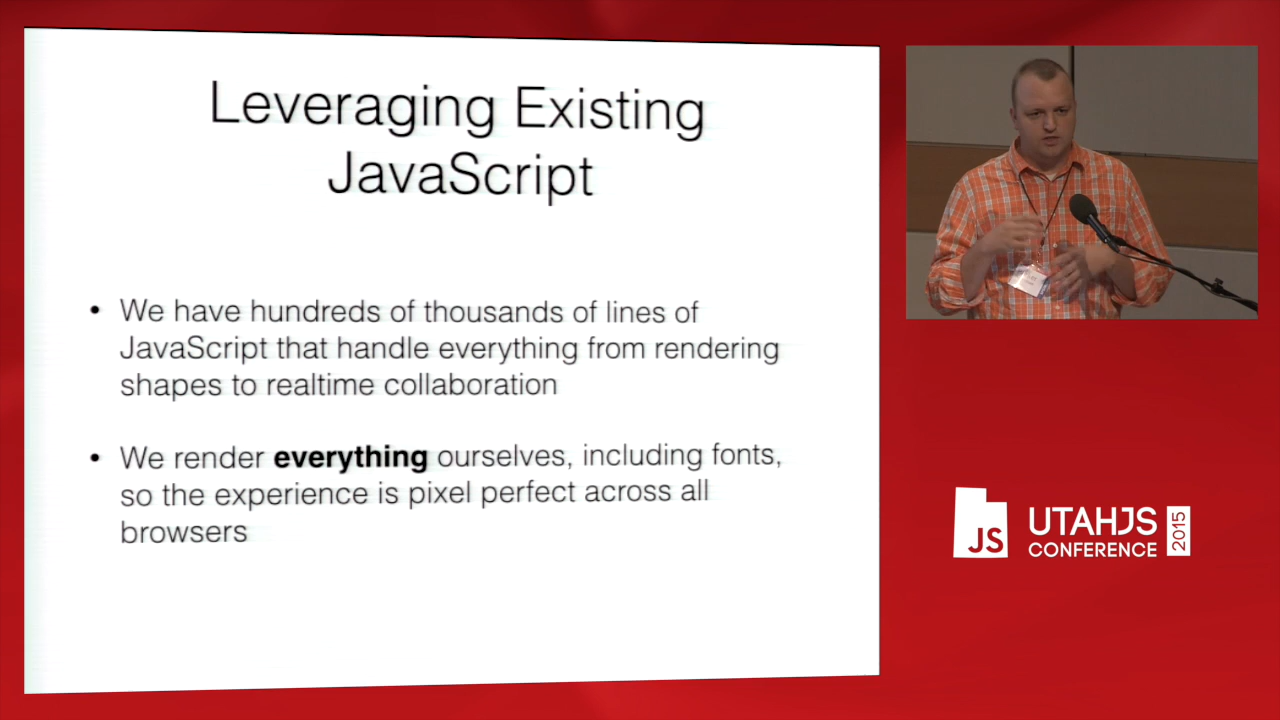 Leveraging Existing
JavaScript
• We have hundreds of thousands of lines of
JavaScript that handle everything from rendering
shapes to realtime collaboration
• We render everything ourselves, including fonts,
so the experience is pixel perfect across all
browsers
JS
UTAHJS
CONFERENCE
2015